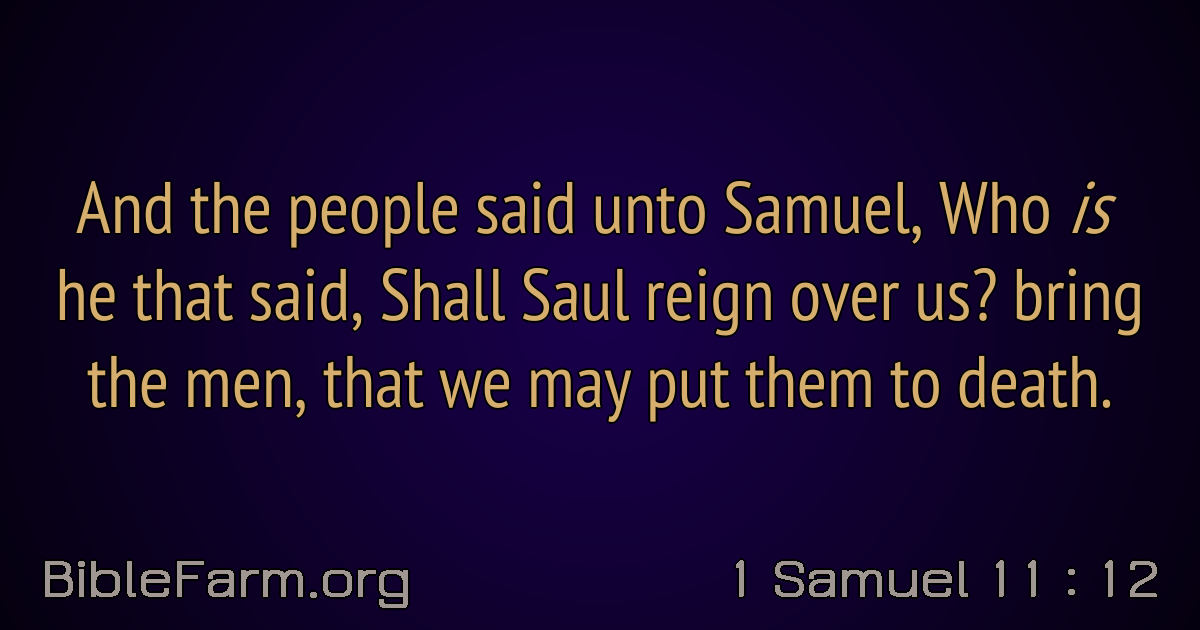 And the people said unto Samuel, Who is
he that said, Shall Saul reign over us? bring
the men, that we may put them to death.
BibleFarm.org
1 Samuel 11 : 12